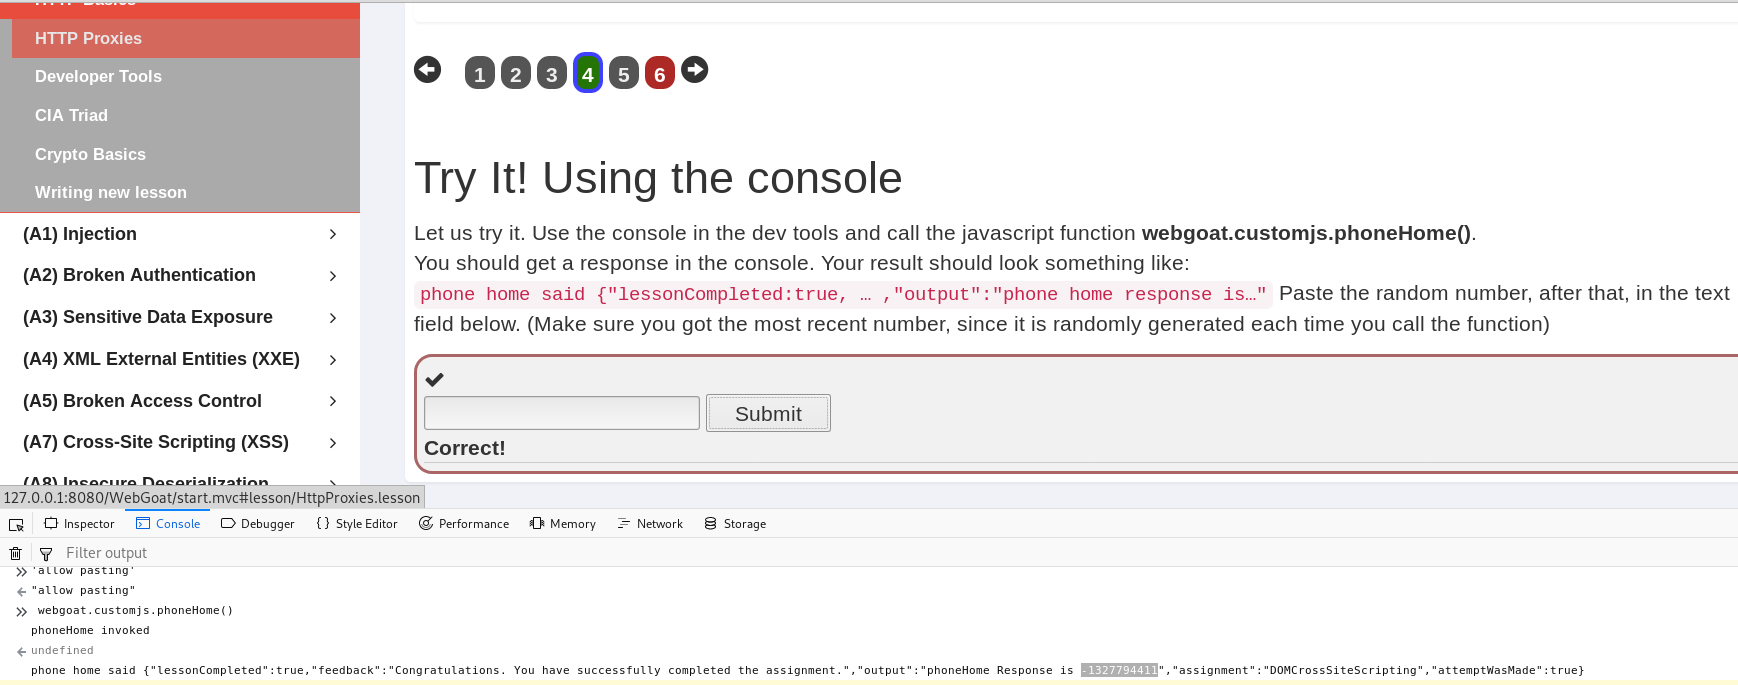 HTTP Basics
HTTP Proxies
Developer Tools
CIA Triad
Crypto Basics
Writing new lesson
(A1) Injection
(A2) Broken Authentication
(A3) Sensitive Data Exposure
(A4) XML External Entities (XXE)
(A5) Broken Access Control
(A7) Cross-Site Scripting (XSS)
(A8) Insecure Deserialization
1 2 3 4 5 6
Try It! Using the console
Let us try it. Use the console in the dev tools and call the javascript function webgoat.customjs.phoneHome().
You should get a response in the console. Your result should look something like:
phone home said {"lessonCompleted:true, … ,"output":"phone home response is…" Paste the random number, after that, in the text
field below. (Make sure you got the most recent number, since it is randomly generated each time you call the function)
Submit
Correct!
127.0.0.1:8080/WebGoat/start.mvc#lesson/HttpProxies.lesson
Inspector Console Debugger Style Editor Performance Memory Network Storage
Filter output
'allow pasting'
"allow pasting"
webgoat.customjs.phoneHome()
phoneHome invoked
undefined
phone home said {"lessonCompleted":true,"feedback":"Congratulations. You have successfully completed the assignment.","output":"phoneHome Response is -1327794411","assignment":"DOMCrossSiteScripting","attemptWasMade":true}